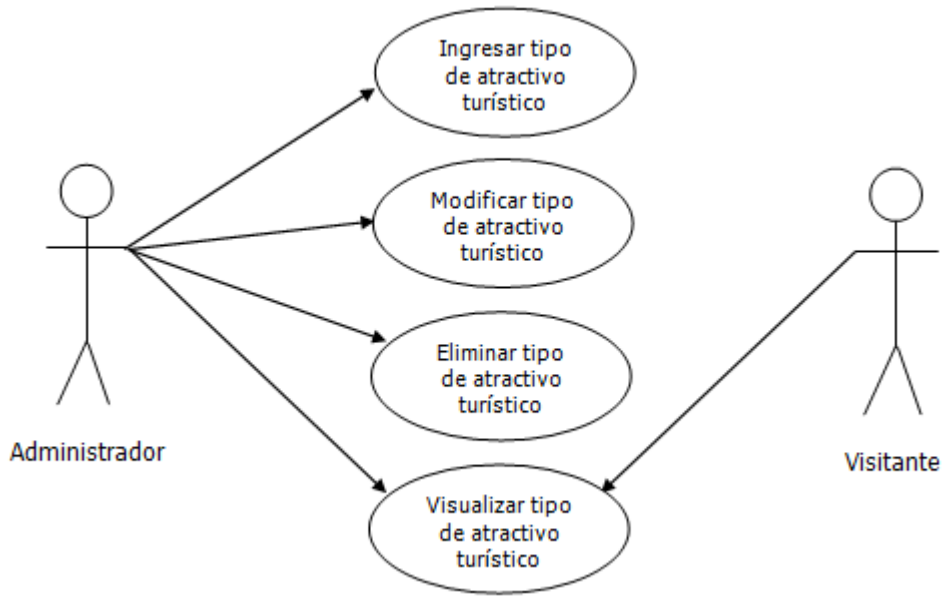 Ingresar tipo
de atractivo
turístico
Modificar tipo
de atractivo
turístico
Eliminar tipo
de atractivo
turístico
Administrador
Visitante
Visualizar tipo
de atractivo
turístico